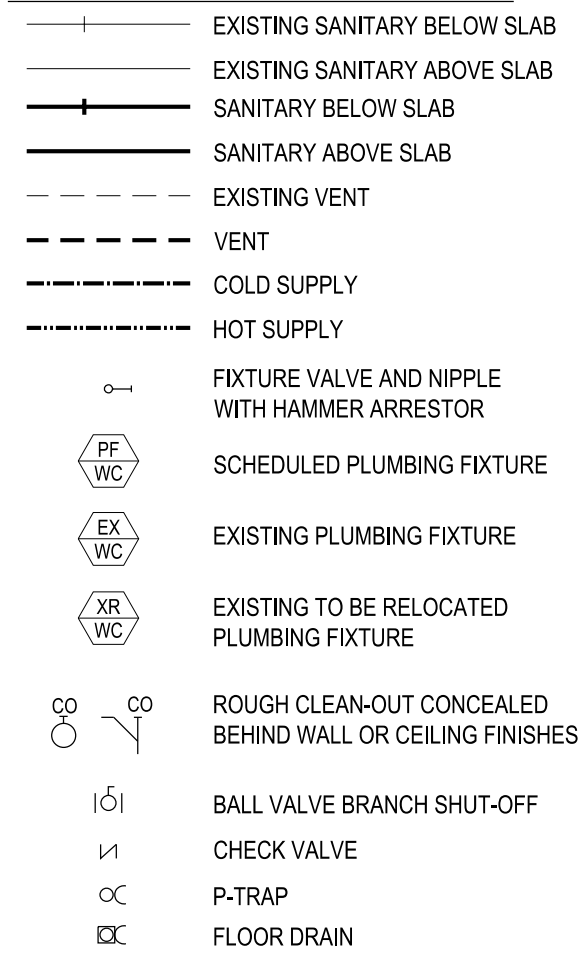 EXISTING SANITARY BELOW SLAB
EXISTING SANITARY ABOVE SLAB
SANITARY BELOW SLAB
SANITARY ABOVE SLAB
EXISTING VENT
VENT
COLD SUPPLY
HOT SUPPLY
FIXTURE VALVE AND NIPPLE
WITH HAMMER ARRESTOR
PF
WC
SCHEDULED PLUMBING FIXTURE
EX
WC
EXISTING PLUMBING FIXTURE
XR
WC
EXISTING TO BE RELOCATED
PLUMBING FIXTURE
CO CO
ROUGH CLEAN-OUT CONCEALED
BEHIND WALL OR CEILING FINISHES
BALL VALVE BRANCH SHUT-OFF
CHECK VALVE
P-TRAP
FLOOR DRAIN